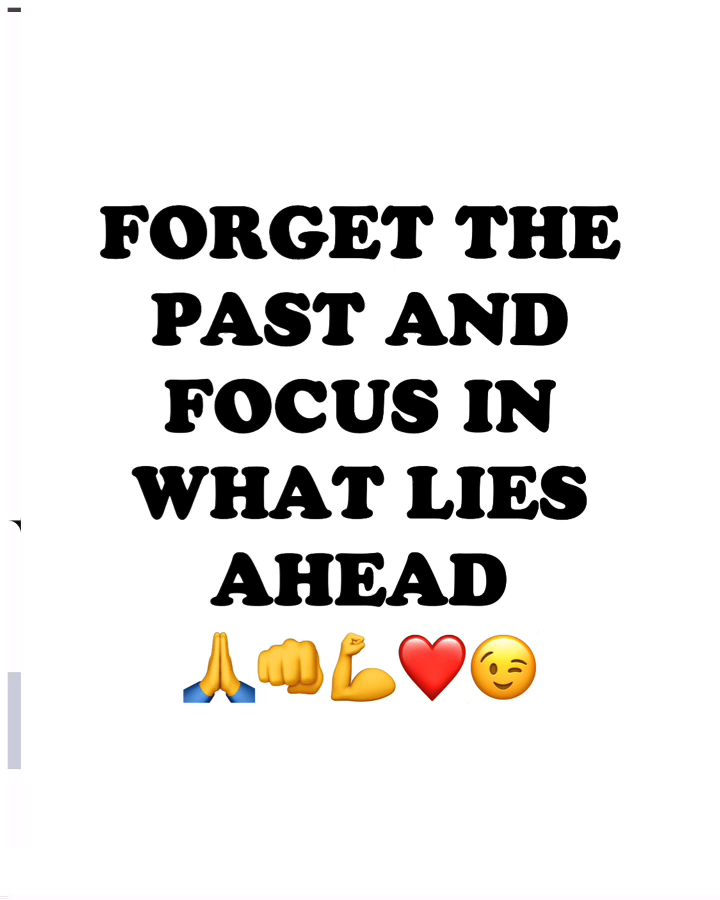 FORGET THE
PAST AND
FOCUS IN
WHAT LIES
AHEAD
🙏👊💪❤️😉